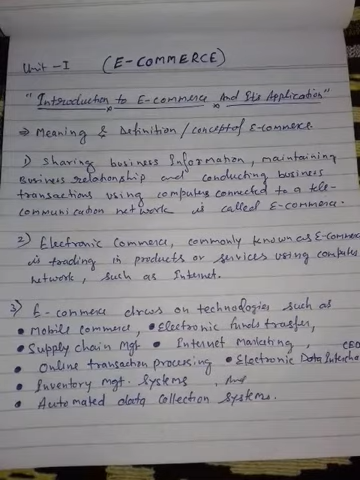 Unit - I (E-COMMERCE)
"Introduction to E-commerce And Its Application"
⇒ Meaning & Definition / concept of E-commerce
1) Sharing business Information, maintaining
Business relationship and conducting business
transactions using computers connected to a tele-
communication network is called E-commerce.
2) Electronic Commerce, commonly known as E-commerce
is trading in products or services using computer
network, such as Internet.
3) E-commerce draws on technologies such as
• Mobile Commerce, • Electronic funds trasfer,
• Supply Chain Mgt • Internet Marketing,
• Online transaction processing • Electronic Data Interchan
• Inventory mgt. Systems, And
• Automated data Collection Systems.